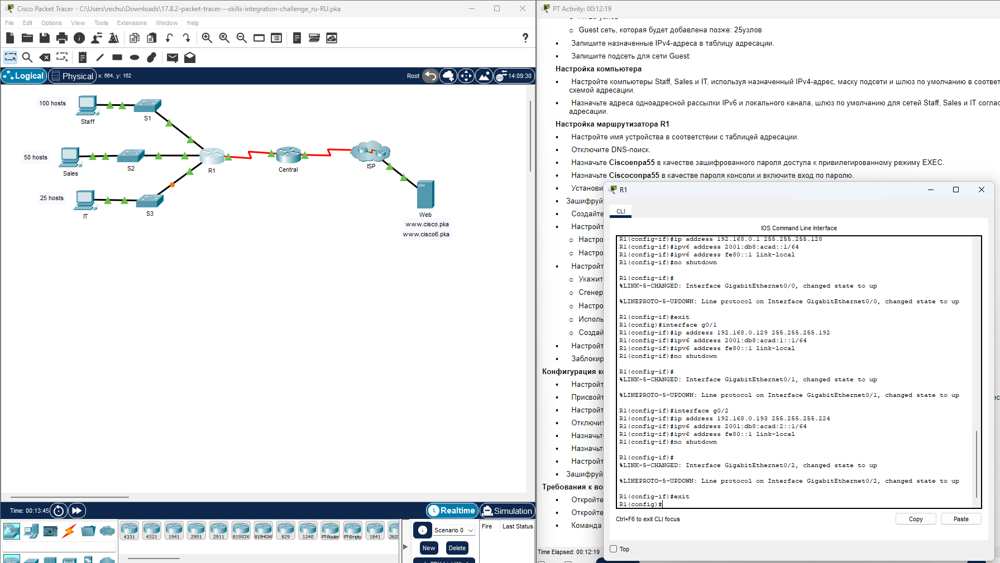 Cisco Packet Tracer - C:\Users\rechu\Downloads\17.8.2-packet-tracer---skills-integration-challenge_ru-RU.pka
File Edit Options View Tools Extensions Window Help
?
Logical Physical x: 664, y: 162
Root 14:09:30
100 hosts
Staff
S1
50 hosts
Sales
S2
R1
Central
ISP
25 hosts
IT
S3
Web
www.cisco.pka
www.cisco6.pka
Time: 00:13:45
Realtime Simulation
4331 4321 1941 2901 2911 819IOX 819HGW 829 1240 PT-Router PT-Empty 1841 2620
Scenario 0
New Delete
Fire Last Status
PT Activity: 00:12:19
o Guest сеть, которая будет добавлена позже: 25узлов
• Запишите назначенные IPv4-адреса в таблицу адресации.
• Запишите подсеть для сети Guest:
Настройка компьютера
• Настройте компьютеры Staff, Sales и IT, используя назначенный IPv4-адрес, маску подсети и шлюз по умолчанию в соответ
схемой адресации.
• Назначьте адреса одноадресной рассылки IPv6 и локального канала, шлюз по умолчанию для сетей Staff, Sales и IT соглас
адресации.
Настройка маршрутизатора R1
• Настройте имя устройства в соответствии с таблицей адресации.
• Отключите DNS-поиск.
• Назначьте Ciscoenpa55 в качестве зашифрованного пароля доступа к привилегированному режиму EXEC.
• Назначьте Ciscoconpa55 в качестве пароля консоли и включите вход по паролю.
• Установи
• Зашифруй
• Создайте
• Настройт
o Настро
o Настро
• Настройт
o Укажит
o Сгенер
o Настро
o Исполь
o Создай
• Настройт
• Заблокир
Конфигурация к
• Настройт
• Присвойт
• Настройт
• Отключит
• Назначьт
• Назначьт
• Настройт
• Зашифруй
Требования к во
• Откройте
• Откройте
• Команда
Time Elapsed: 00:12:19
R1
CLI
IOS Command Line Interface
R1(config-if)#ip address 192.168.0.1 255.255.255.128
R1(config-if)#ipv6 address 2001:db8:acad::1/64
R1(config-if)#ipv6 address fe80::1 link-local
R1(config-if)#no shutdown
R1(config-if)#
%LINK-5-CHANGED: Interface GigabitEthernet0/0, changed state to up
%LINEPROTO-5-UPDOWN: Line protocol on Interface GigabitEthernet0/0, changed state to up
R1(config-if)#exit
R1(config)#interface g0/1
R1(config-if)#ip address 192.168.0.129 255.255.255.192
R1(config-if)#ipv6 address 2001:db8:acad:1::1/64
R1(config-if)#ipv6 address fe80::1 link-local
R1(config-if)#no shutdown
R1(config-if)#
%LINK-5-CHANGED: Interface GigabitEthernet0/1, changed state to up
%LINEPROTO-5-UPDOWN: Line protocol on Interface GigabitEthernet0/1, changed state to up
R1(config-if)#interface g0/2
R1(config-if)#ip address 192.168.0.193 255.255.255.224
R1(config-if)#ipv6 address 2001:db8:acad:2::1/64
R1(config-if)#ipv6 address fe80::1 link-local
R1(config-if)#no shutdown
R1(config-if)#
%LINK-5-CHANGED: Interface GigabitEthernet0/2, changed state to up
%LINEPROTO-5-UPDOWN: Line protocol on Interface GigabitEthernet0/2, changed state to up
R1(config-if)#exit
R1(config)#
Ctrl+F6 to exit CLI focus
Copy Paste
Top